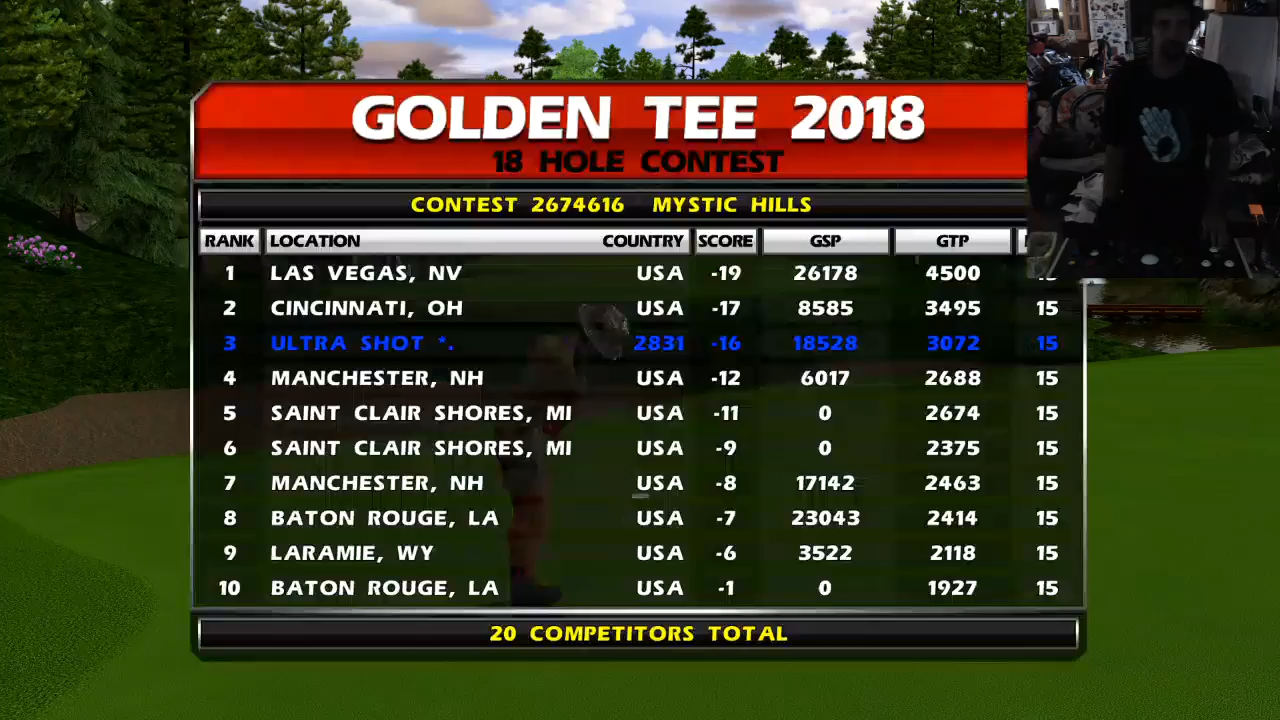 GOLDEN TEE 2018
18 HOLE CONTEST
CONTEST 2674616 MYSTIC HILLS
RANK LOCATION COUNTRY SCORE GSP GTP
1 LAS VEGAS, NV USA -19 26178 4500
2 CINCINNATI, OH USA -17 8585 3495 15
3 ULTRA SHOT *. 2831 -16 18528 3072 15
4 MANCHESTER, NH USA -12 6017 2688 15
5 SAINT CLAIR SHORES, MI USA -11 0 2674 15
6 SAINT CLAIR SHORES, MI USA -9 0 2375 15
7 MANCHESTER, NH USA -8 17142 2463 15
8 BATON ROUGE, LA USA -7 23043 2414 15
9 LARAMIE, WY USA -6 3522 2118 15
10 BATON ROUGE, LA USA -1 0 1927 15
20 COMPETITORS TOTAL